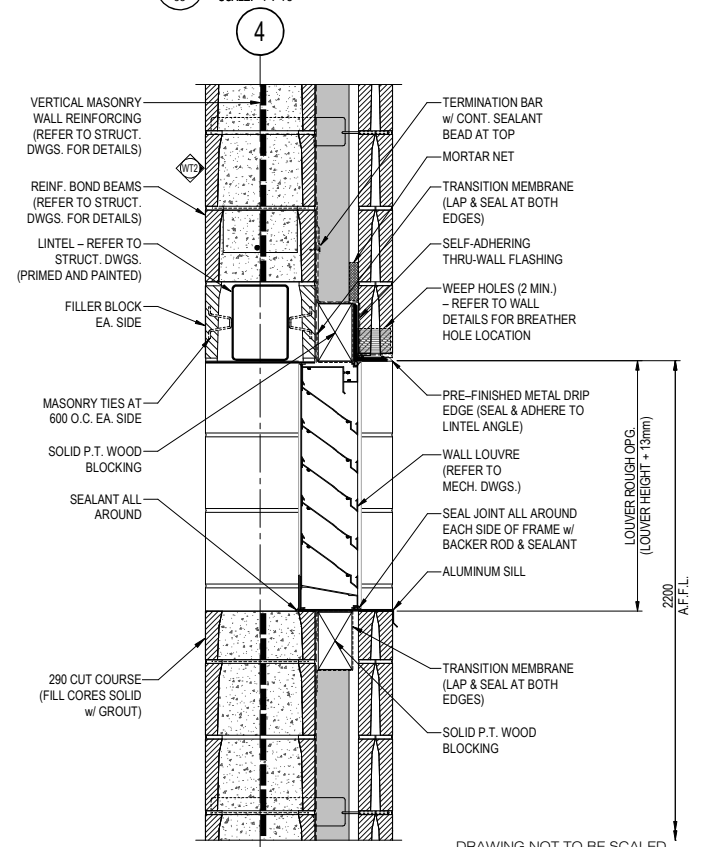 4
VERTICAL MASONRY
WALL REINFORCING
(REFER TO STRUCT.
DWGS. FOR DETAILS)
WT2
REINF. BOND BEAMS
(REFER TO STRUCT.
DWGS. FOR DETAILS)
LINTEL – REFER TO
STRUCT. DWGS.
(PRIMED AND PAINTED)
FILLER BLOCK
EA. SIDE
MASONRY TIES AT
600 O.C. EA. SIDE
SOLID P.T. WOOD
BLOCKING
SEALANT ALL
AROUND
290 CUT COURSE
(FILL CORES SOLID
w/ GROUT)
TERMINATION BAR
w/ CONT. SEALANT
BEAD AT TOP
MORTAR NET
TRANSITION MEMBRANE
(LAP & SEAL AT BOTH
EDGES)
SELF-ADHERING
THRU-WALL FLASHING
WEEP HOLES (2 MIN.)
– REFER TO WALL
DETAILS FOR BREATHER
HOLE LOCATION
PRE–FINISHED METAL DRIP
EDGE (SEAL & ADHERE TO
LINTEL ANGLE)
WALL LOUVRE
(REFER TO
MECH. DWGS.)
SEAL JOINT ALL AROUND
EACH SIDE OF FRAME w/
BACKER ROD & SEALANT
ALUMINUM SILL
TRANSITION MEMBRANE
(LAP & SEAL AT BOTH
EDGES)
SOLID P.T. WOOD
BLOCKING
LOUVER ROUGH OPG.
(LOUVER HEIGHT + 13mm)
2200
A.F.F.L.
DRAWING NOT TO BE SCALED